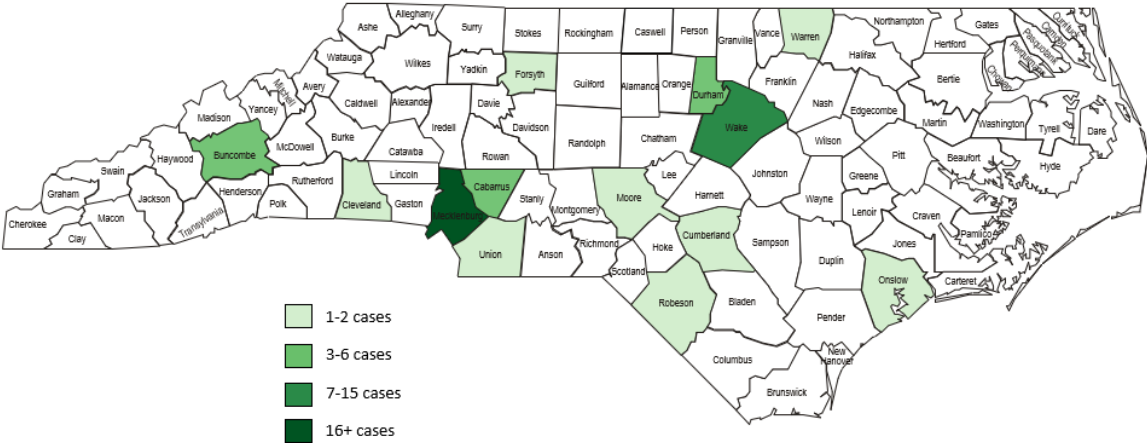 Ashe
Alleghany
Surry
Stokes
Rockingham
Caswell
Person
Granville
Vance
Warren
Northampton
Gates
Currituck
Camden
Pasquotank
Perquimans
Chowan
Hertford
Halifax
Bertie
Watauga
Wilkes
Yadkin
Forsyth
Guilford
Alamance
Orange
Durham
Franklin
Nash
Edgecombe
Martin
Washington
Tyrell
Dare
Mitchell
Avery
Yancey
Madison
Caldwell
Alexander
Iredell
Davie
Davidson
Randolph
Chatham
Wake
Wilson
Pitt
Beaufort
Hyde
Buncombe
McDowell
Burke
Catawba
Rowan
Haywood
Swain
Graham
Cherokee
Clay
Macon
Jackson
Transylvania
Henderson
Polk
Rutherford
Cleveland
Lincoln
Gaston
Mecklenburg
Cabarrus
Stanly
Montgomery
Moore
Lee
Harnett
Johnston
Wayne
Greene
Lenoir
Craven
Pamlico
Jones
Carteret
Union
Anson
Richmond
Scotland
Hoke
Cumberland
Sampson
Duplin
Onslow
Robeson
Bladen
Pender
Columbus
New
Hanover
Brunswick
1-2 cases
3-6 cases
7-15 cases
16+ cases